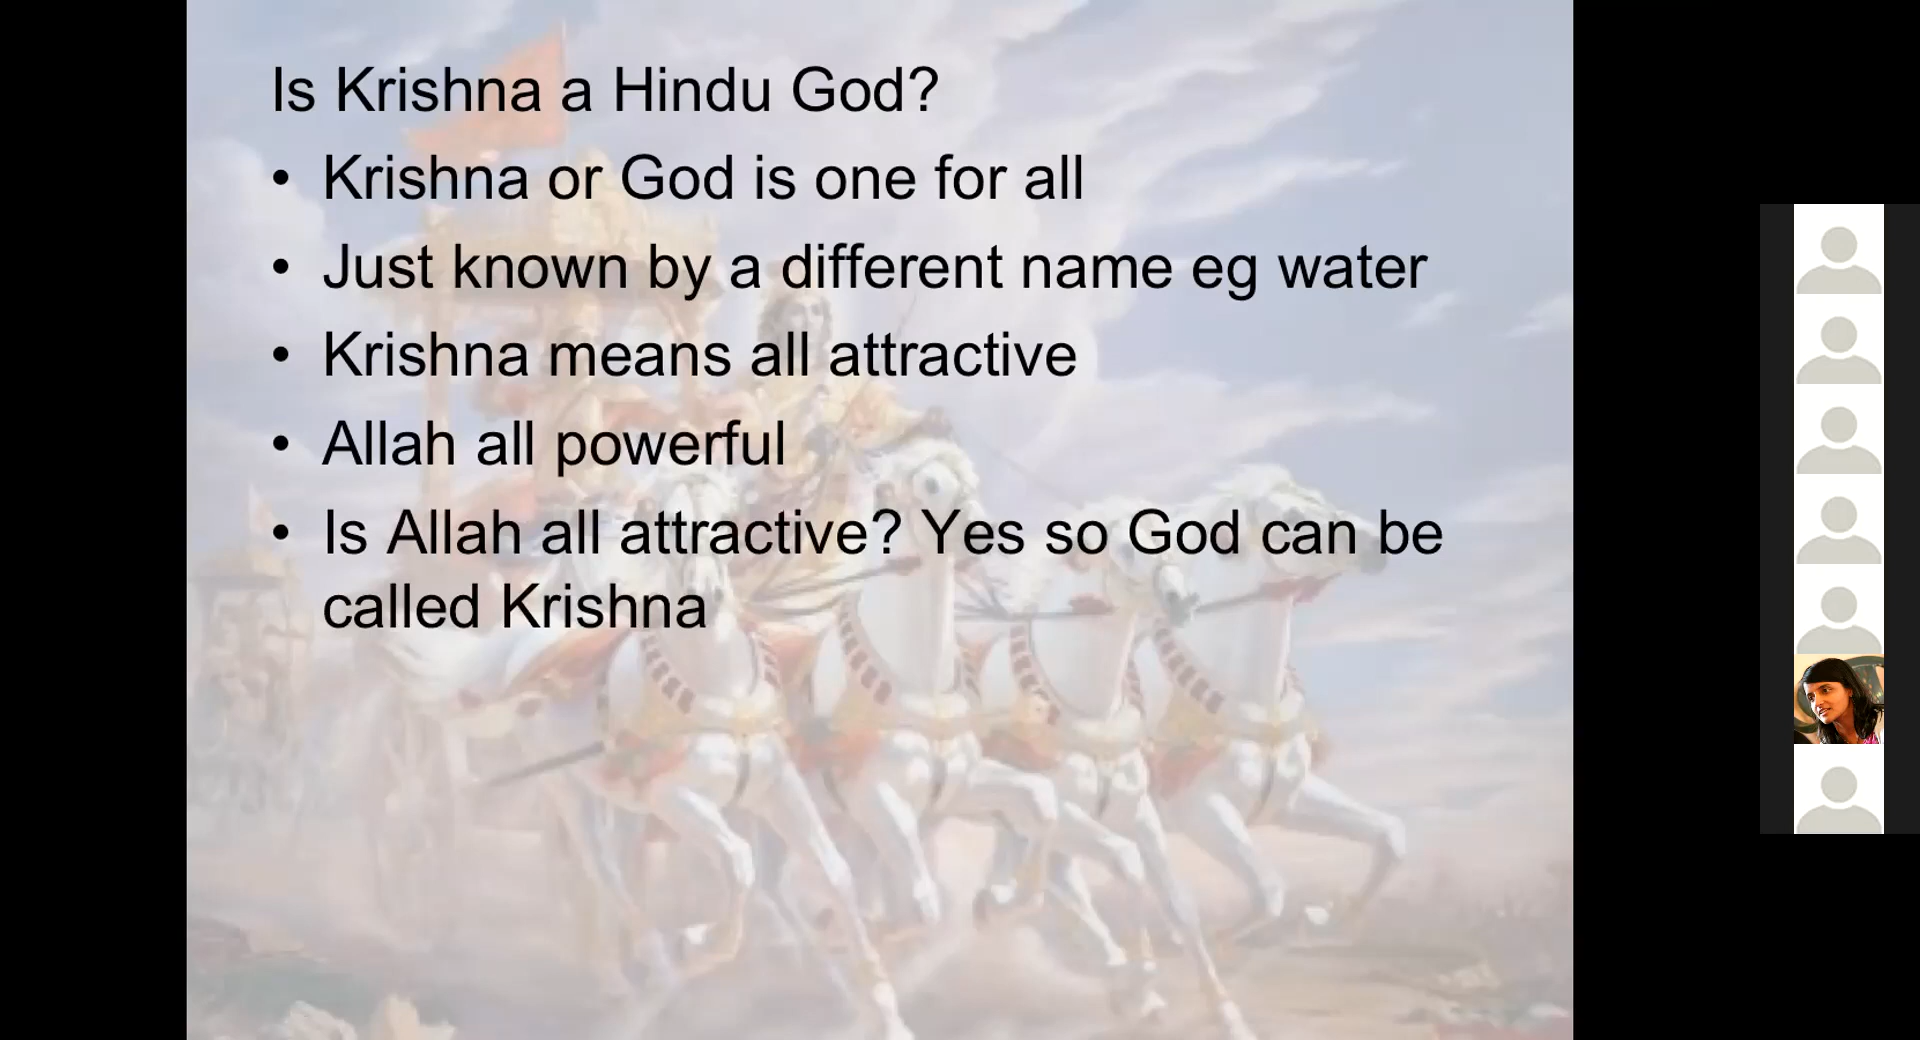 Is Krishna a Hindu God?
• Krishna or God is one for all
• Just known by a different name eg water
• Krishna means all attractive
• Allah all powerful
• Is Allah all attractive? Yes so God can be
called Krishna